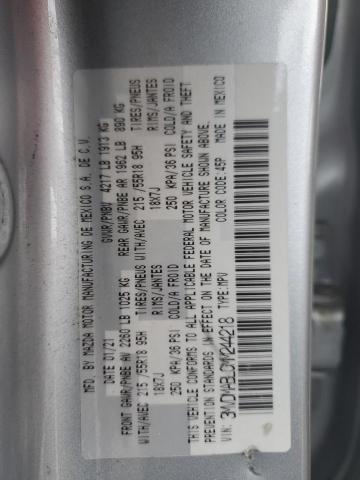 MFD BY MAZDA MOTOR MANUFACTURING DE MEXICO S.A. DE C.V.
DATE: 01/21 GVWR/PNBV 4217 LB 1913 KG
FRONT GAWR/PNBE AV 2260 LB 1025 KG REAR GAWR/PNBE AR 1962 LB 890 KG
WITH/AVEC 215/55R18 95H TIRES/PNEUS WITH/AVEC 215/55R18 95H TIRES/PNEUS
18X7J RIMS/JANTES 18X7J RIMS/JANTES
250 KPA/36 PSI COLD/A FROID 250 KPA/36 PSI COLD/A FROID
THIS VEHICLE CONFORMS TO ALL APPLICABLE FEDERAL MOTOR VEHICLE SAFETY AND THEFT
PREVENTION STANDARDS IN EFFECT ON THE DATE OF MANUFACTURE SHOWN ABOVE.
COLOR CODE 45P MADE IN MEXICO
VIN: TYPE: MPV